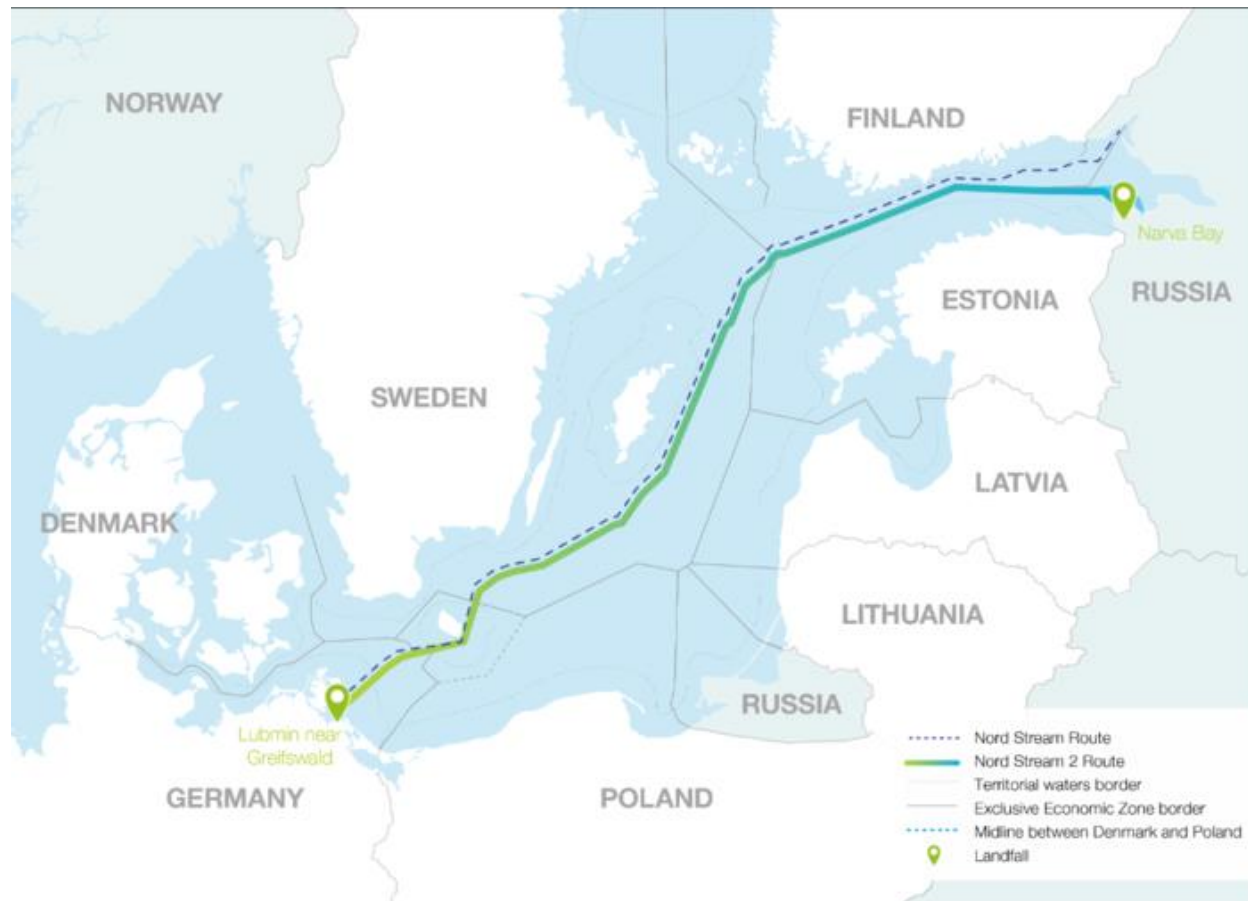 NORWAY
FINLAND
Narva Bay
ESTONIA
RUSSIA
SWEDEN
LATVIA
DENMARK
LITHUANIA
RUSSIA
Lubmin near
Greifswald
GERMANY
POLAND
Nord Stream Route
Nord Stream 2 Route
Territorial waters border
Exclusive Economic Zone border
Midline between Denmark and Poland
Landfall